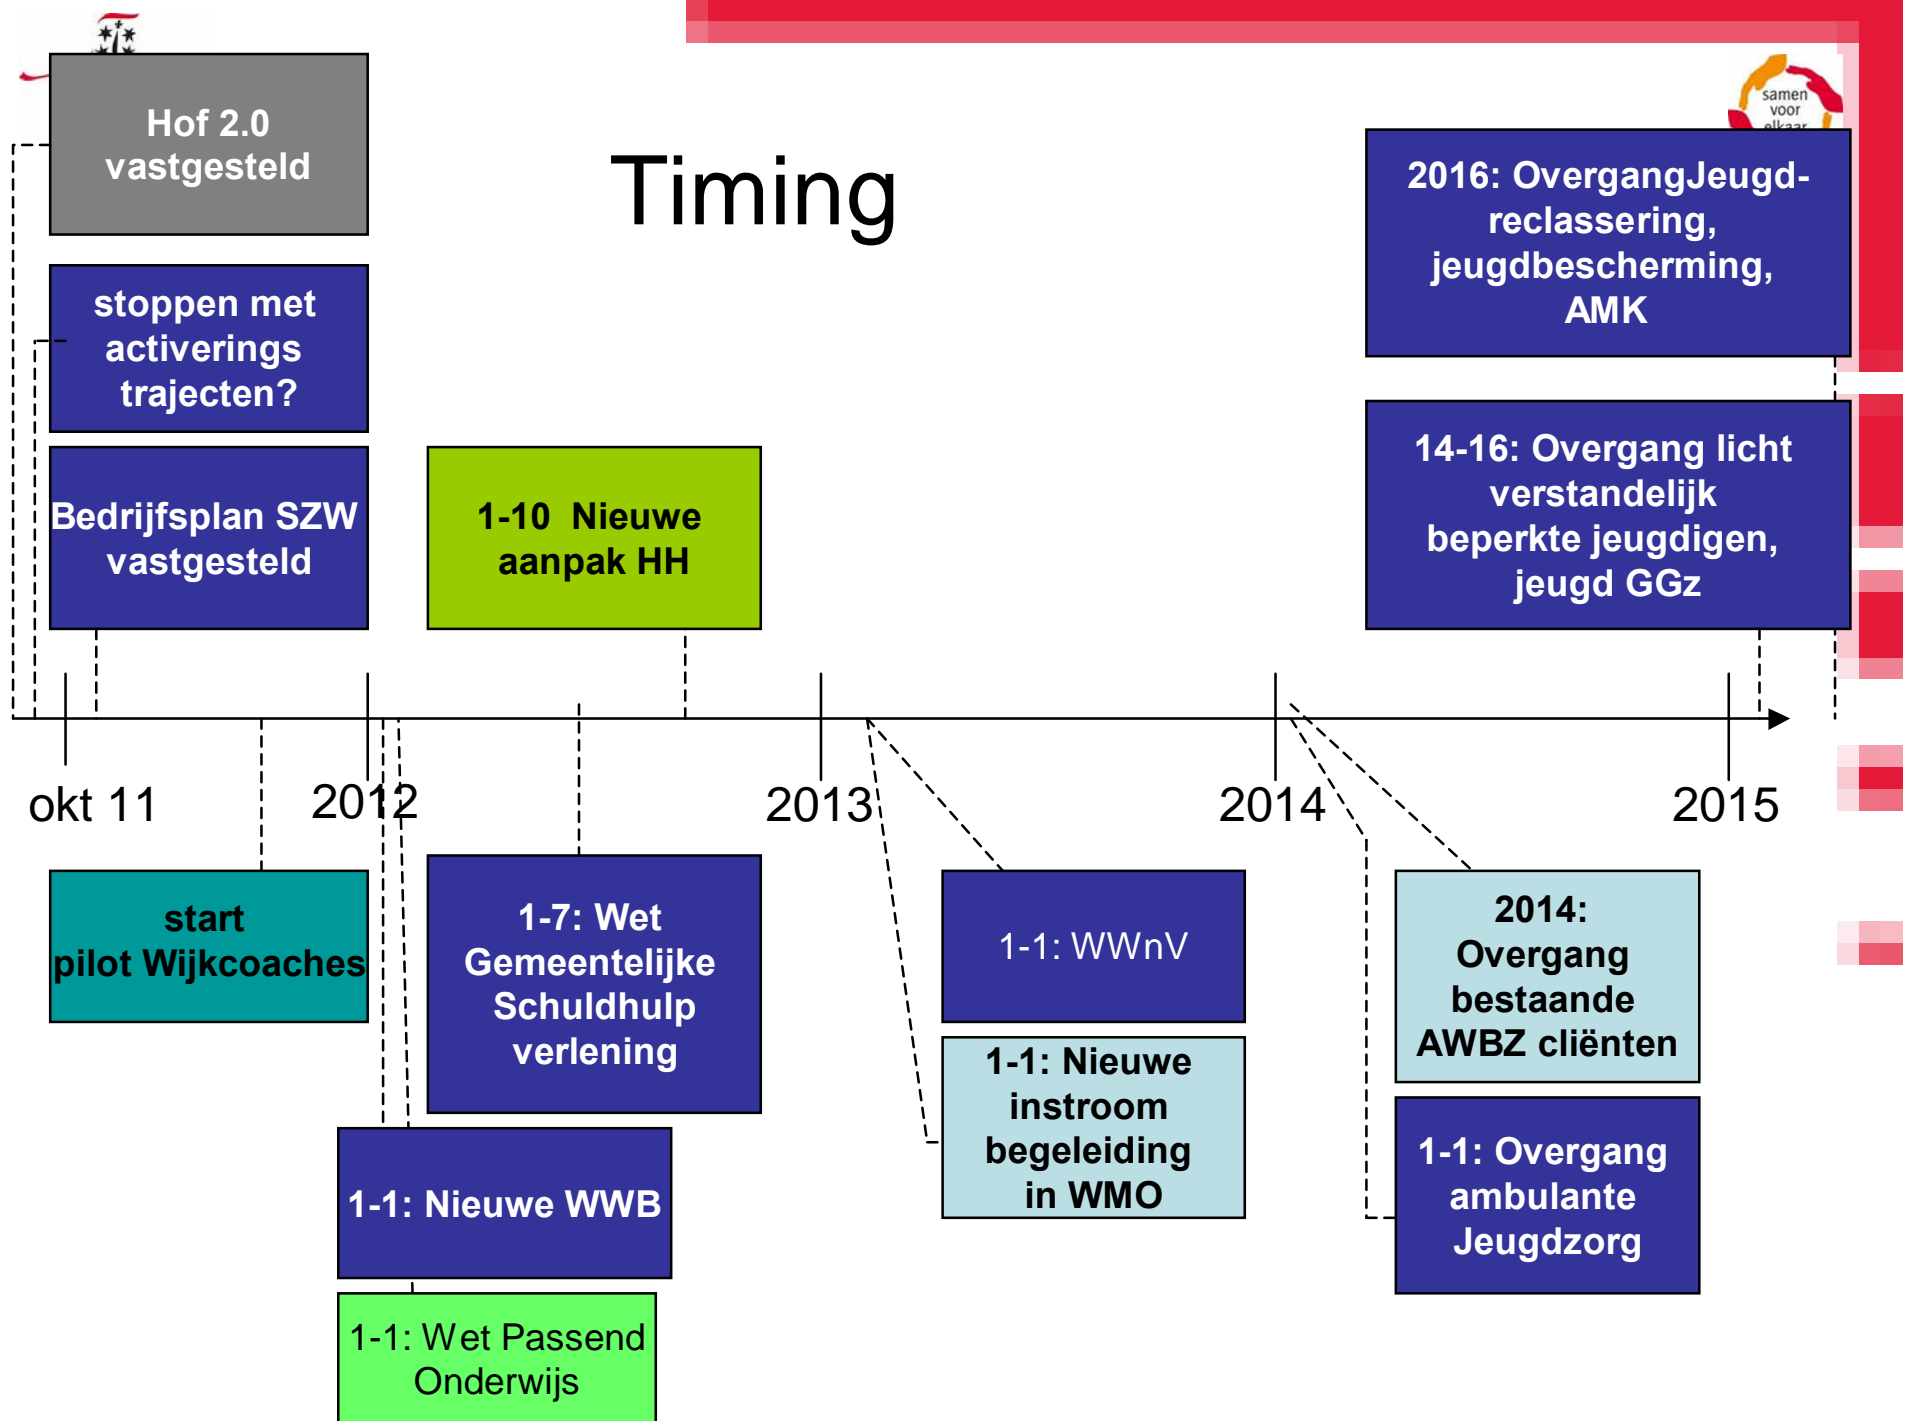 samen
voor
elkaar
Timing
Hof 2.0
vastgesteld
stoppen met
activerings
trajecten?
Bedrijfsplan SZW
vastgesteld
1-10 Nieuwe
aanpak HH
2016: OvergangJeugd-
reclassering,
jeugdbescherming,
AMK
14-16: Overgang licht
verstandelijk
beperkte jeugdigen,
jeugd GGz
okt 11
2012
2013
2014
2015
start
pilot Wijkcoaches
1-7: Wet
Gemeentelijke
Schuldhulp
verlening
1-1: Nieuwe WWB
1-1: Wet Passend
Onderwijs
1-1: WWnV
1-1: Nieuwe
instroom
begeleiding
in WMO
2014:
Overgang
bestaande
AWBZ cliënten
1-1: Overgang
ambulante
Jeugdzorg